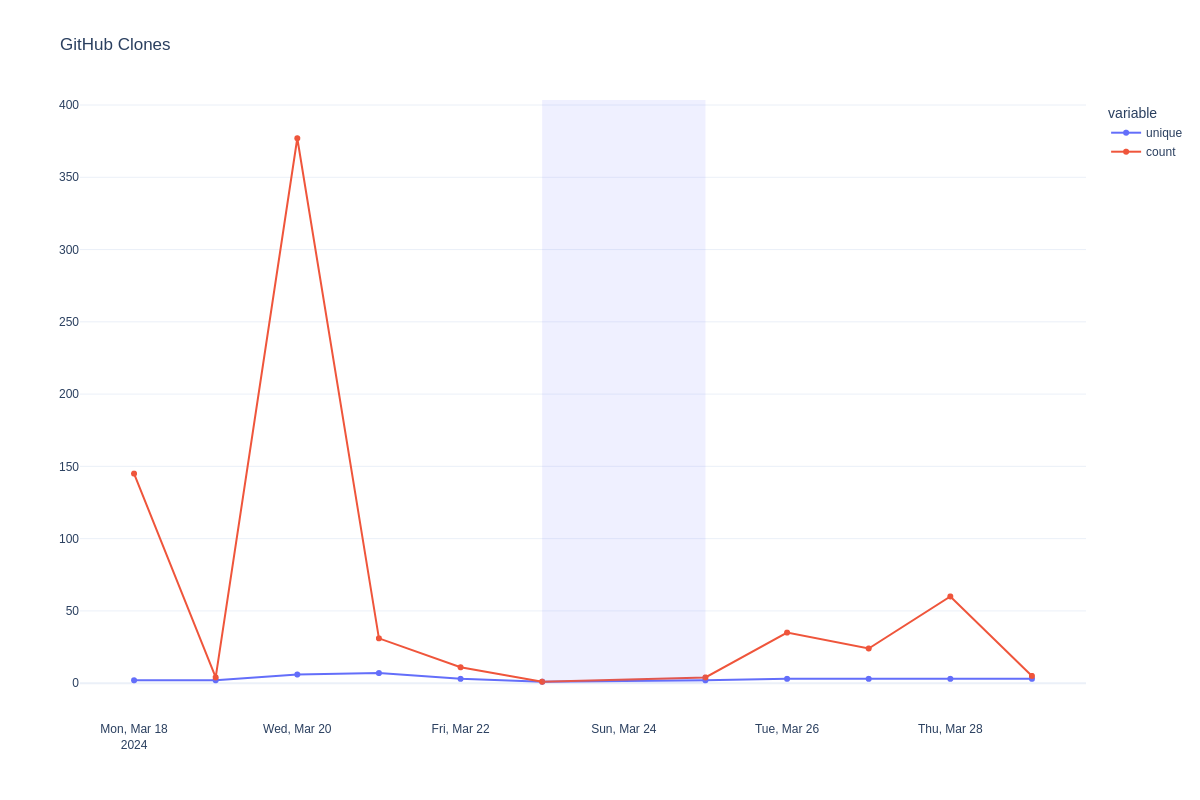 GitHub Clones
variable
unique
count
400
350
300
250
200
150
100
50
0
Mon, Mar 18
2024
Wed, Mar 20
Fri, Mar 22
Sun, Mar 24
Tue, Mar 26
Thu, Mar 28